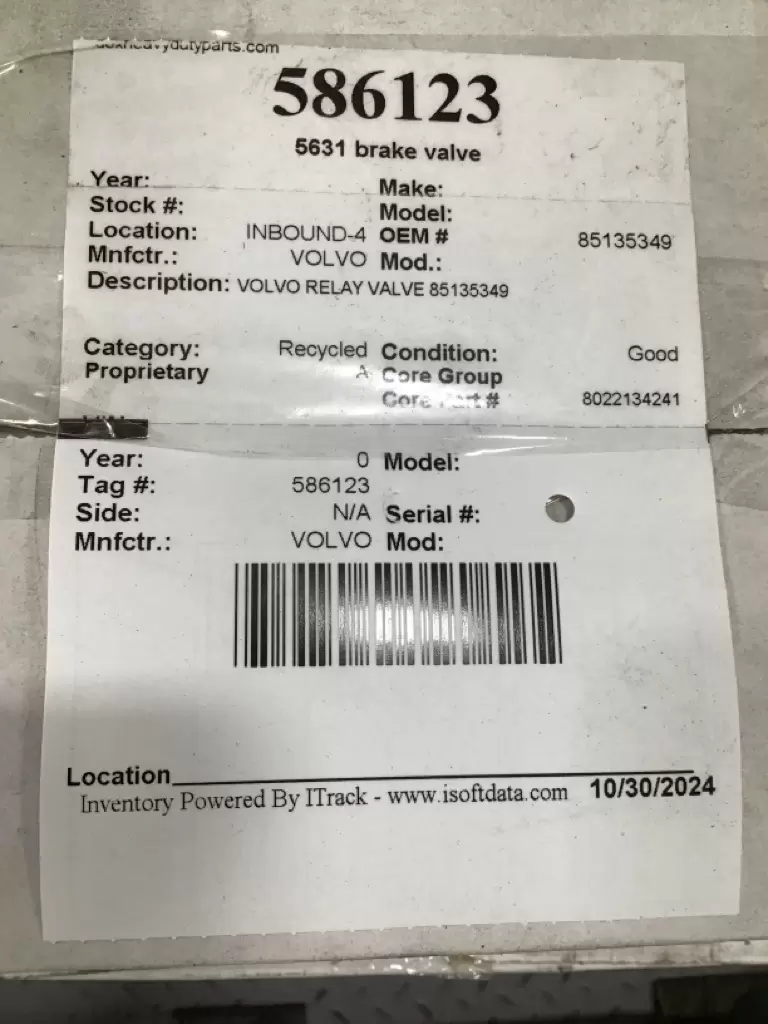 586123
5631 brake valve
Year: Make:
Stock #: Model:
Location: INBOUND-4 OEM # 85135349
Mnfctr.: VOLVO Mod.:
Description: VOLVO RELAY VALVE 85135349
Category: Recycled Condition: Good
Proprietary A Core Group
Core Part # 8022134241
Year: 0 Model:
Tag #: 586123
Side: N/A Serial #:
Mnfctr.: VOLVO Mod:
Location
Inventory Powered By ITrack - www.isoftdata.com 10/30/2024